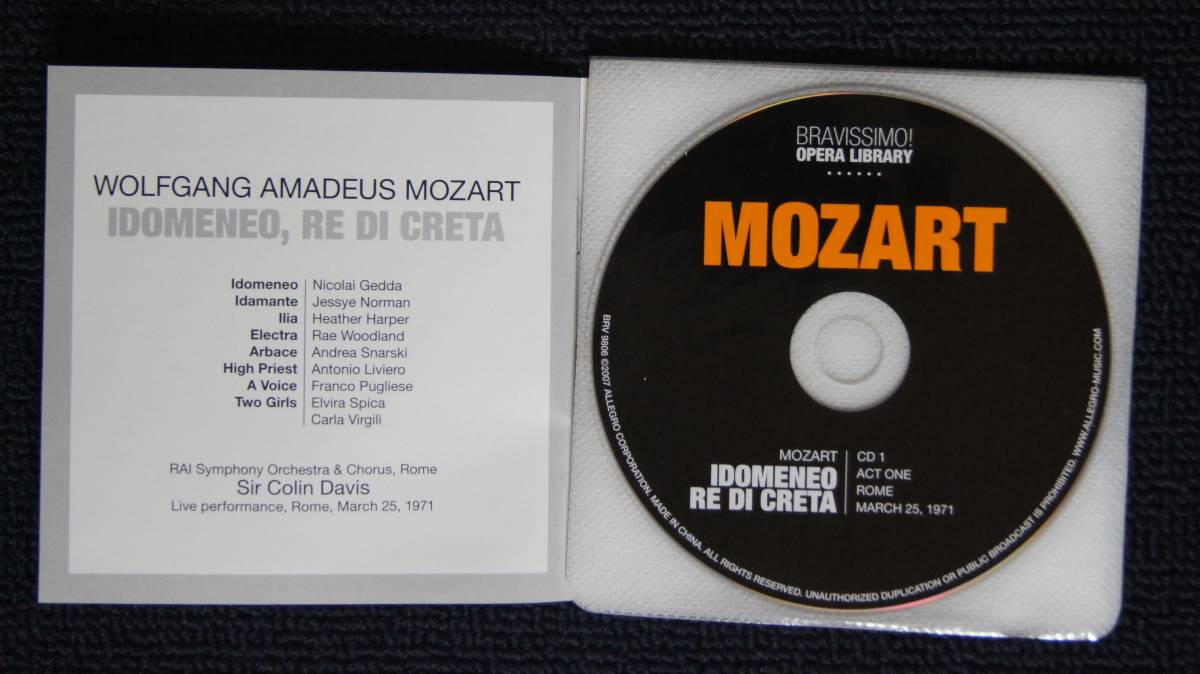 WOLFGANG AMADEUS MOZART
IDOMENEO, RE DI CRETA
Idomeneo Nicolai Gedda
Idamante Jessye Norman
Ilia Heather Harper
Electra Rae Woodland
Arbace Andrea Snarski
High Priest Antonio Liviero
A Voice Franco Pugliese
Two Girls Elvira Spica
Carla Virgili
RAI Symphony Orchestra & Chorus, Rome
Sir Colin Davis
Live performance, Rome, March 25, 1971
BRAVISSIMO!
OPERA LIBRARY
MOZART
MOZART
IDOMENEO
RE DI CRETA
CD 1
ACT ONE
ROME
MARCH 25, 1971
BRV 9806 ©2007 ALLEGRO CORPORATION. MADE IN CHINA. ALL RIGHTS RESERVED. UNAUTHORIZED DUPLICATION OR PUBLIC BROADCAST IS PROHIBITED. WWW.ALLEGRO-MUSIC.COM